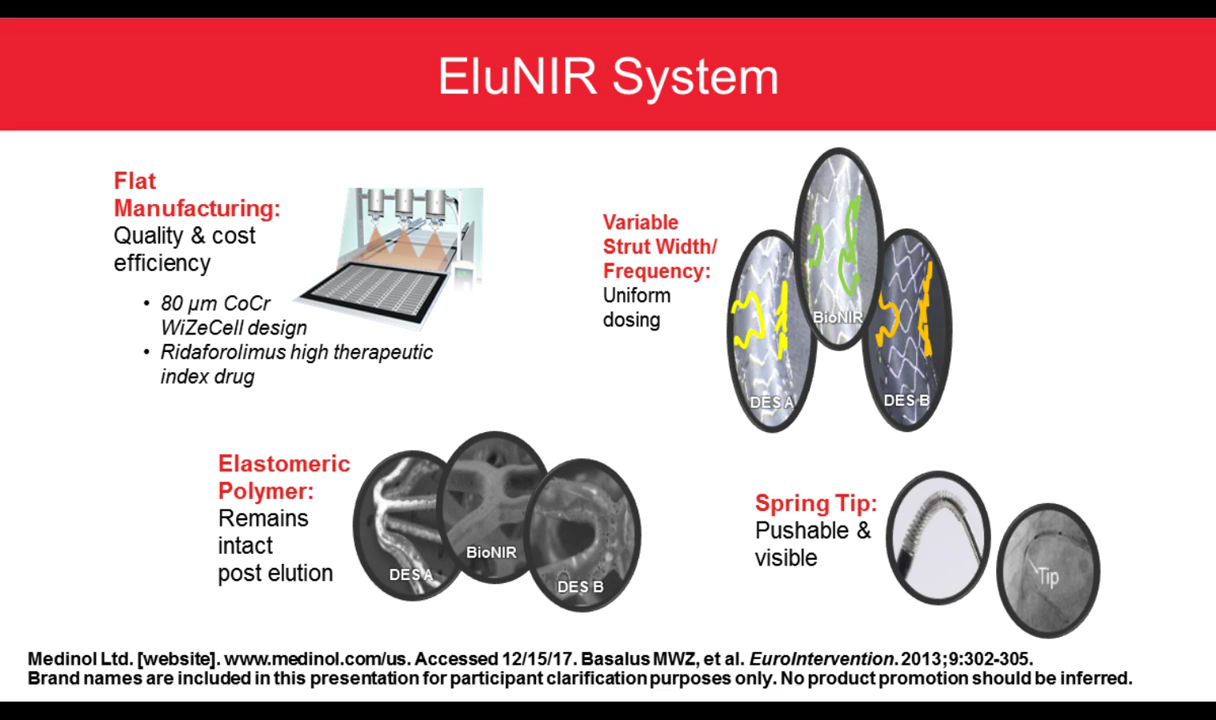 EluNIR System
Flat
Manufacturing:
Quality & cost
efficiency
• 80 µm CoCr
WiZeCell design
• Ridaforolimus high therapeutic
index drug
Variable
Strut Width/
Frequency:
Uniform
dosing
BioNIR
DES A
DES B
Elastomeric
Polymer:
Remains
intact
post elution
DES A
BioNIR
DES B
Spring Tip:
Pushable &
visible
Tip
Medinol Ltd. [website]. www.medinol.com/us. Accessed 12/15/17. Basalus MWZ, et al. EuroIntervention. 2013;9:302-305.
Brand names are included in this presentation for participant clarification purposes only. No product promotion should be inferred.